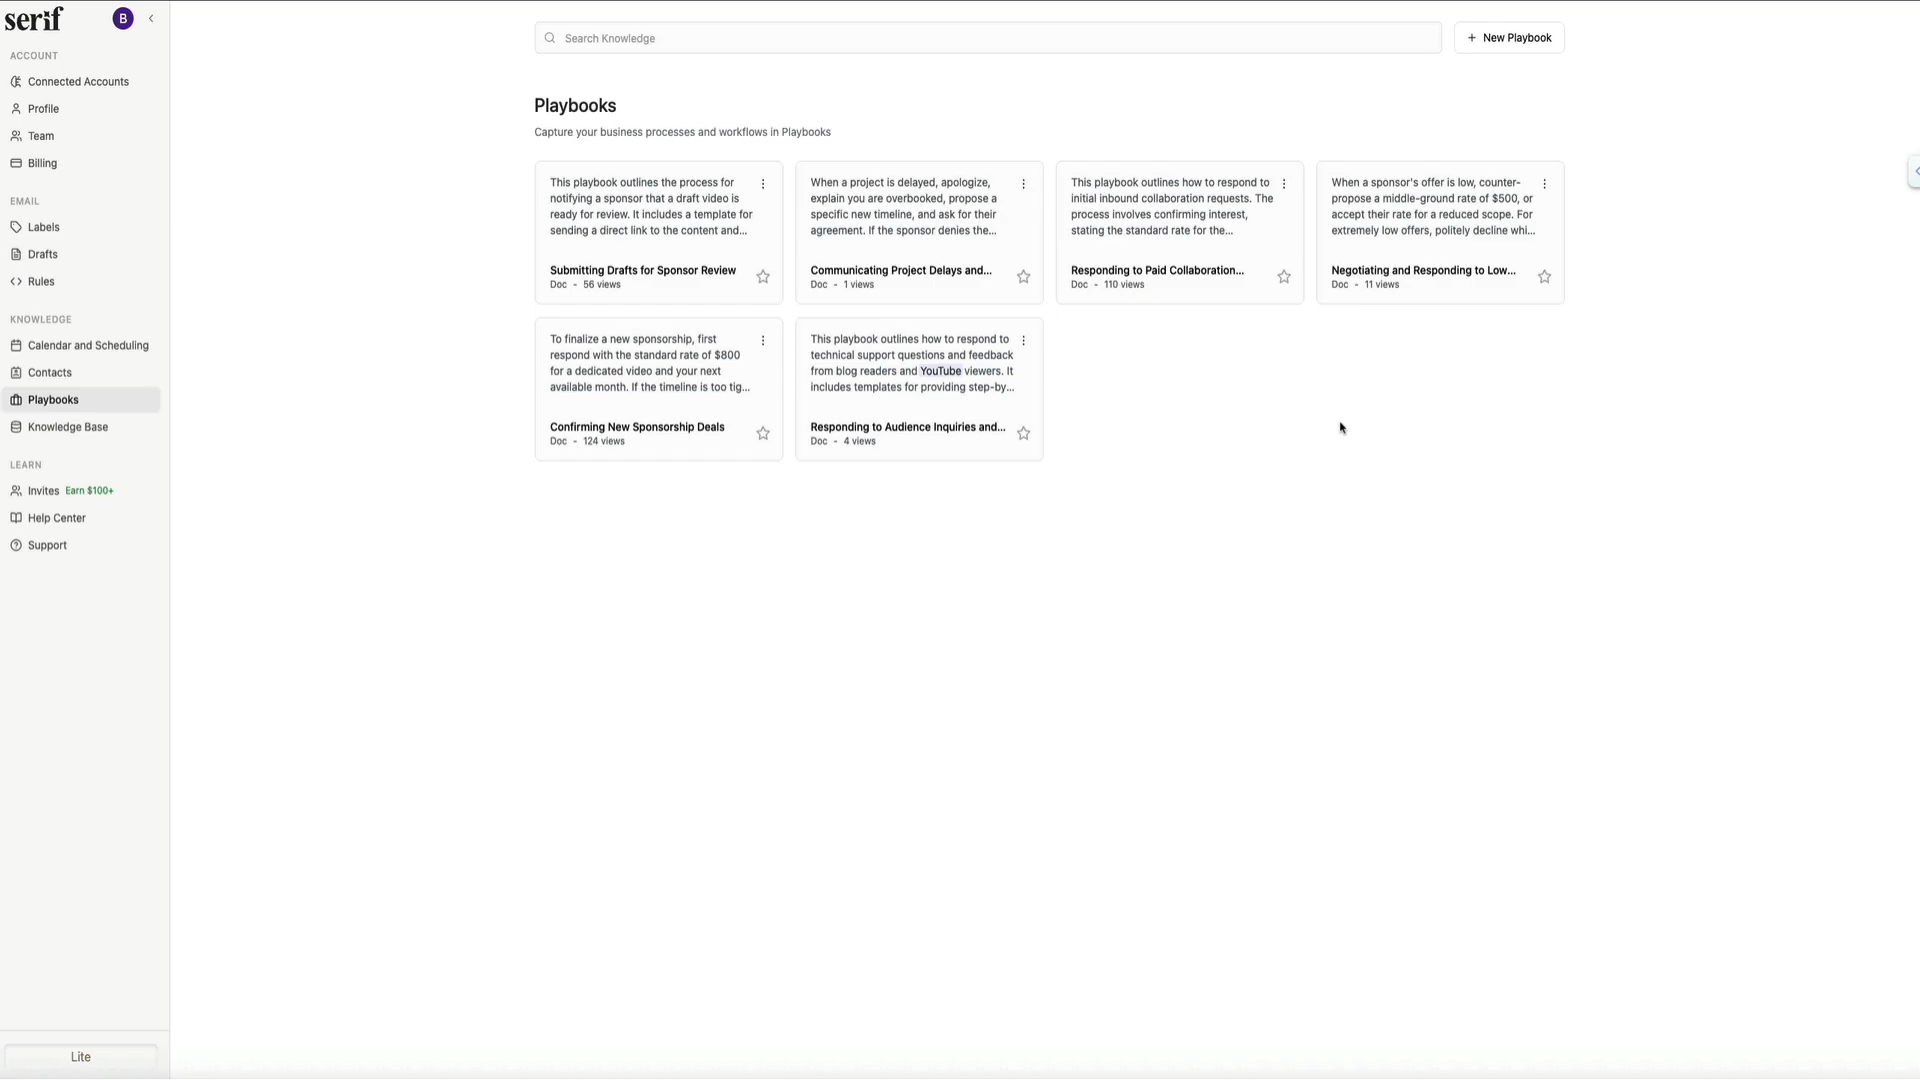 serif
B
ACCOUNT
Connected Accounts
Profile
Team
Billing
EMAIL
Labels
Drafts
Rules
KNOWLEDGE
Calendar and Scheduling
Contacts
Playbooks
Knowledge Base
LEARN
Invites Earn $100+
Help Center
Support
Lite
Search Knowledge
+ New Playbook
Playbooks
Capture your business processes and workflows in Playbooks
This playbook outlines the process for
notifying a sponsor that a draft video is
ready for review. It includes a template for
sending a direct link to the content and...
Submitting Drafts for Sponsor Review
Doc - 56 views
When a project is delayed, apologize,
explain you are overbooked, propose a
specific new timeline, and ask for their
agreement. If the sponsor denies the...
Communicating Project Delays and...
Doc - 1 views
This playbook outlines how to respond to
initial inbound collaboration requests. The
process involves confirming interest,
stating the standard rate for the...
Responding to Paid Collaboration...
Doc - 110 views
When a sponsor's offer is low, counter-
propose a middle-ground rate of $500, or
accept their rate for a reduced scope. For
extremely low offers, politely decline whi...
Negotiating and Responding to Low...
Doc - 11 views
To finalize a new sponsorship, first
respond with the standard rate of $800
for a dedicated video and your next
available month. If the timeline is too tig...
Confirming New Sponsorship Deals
Doc - 124 views
This playbook outlines how to respond to
technical support questions and feedback
from blog readers and YouTube viewers. It
includes templates for providing step-by...
Responding to Audience Inquiries and...
Doc - 4 views